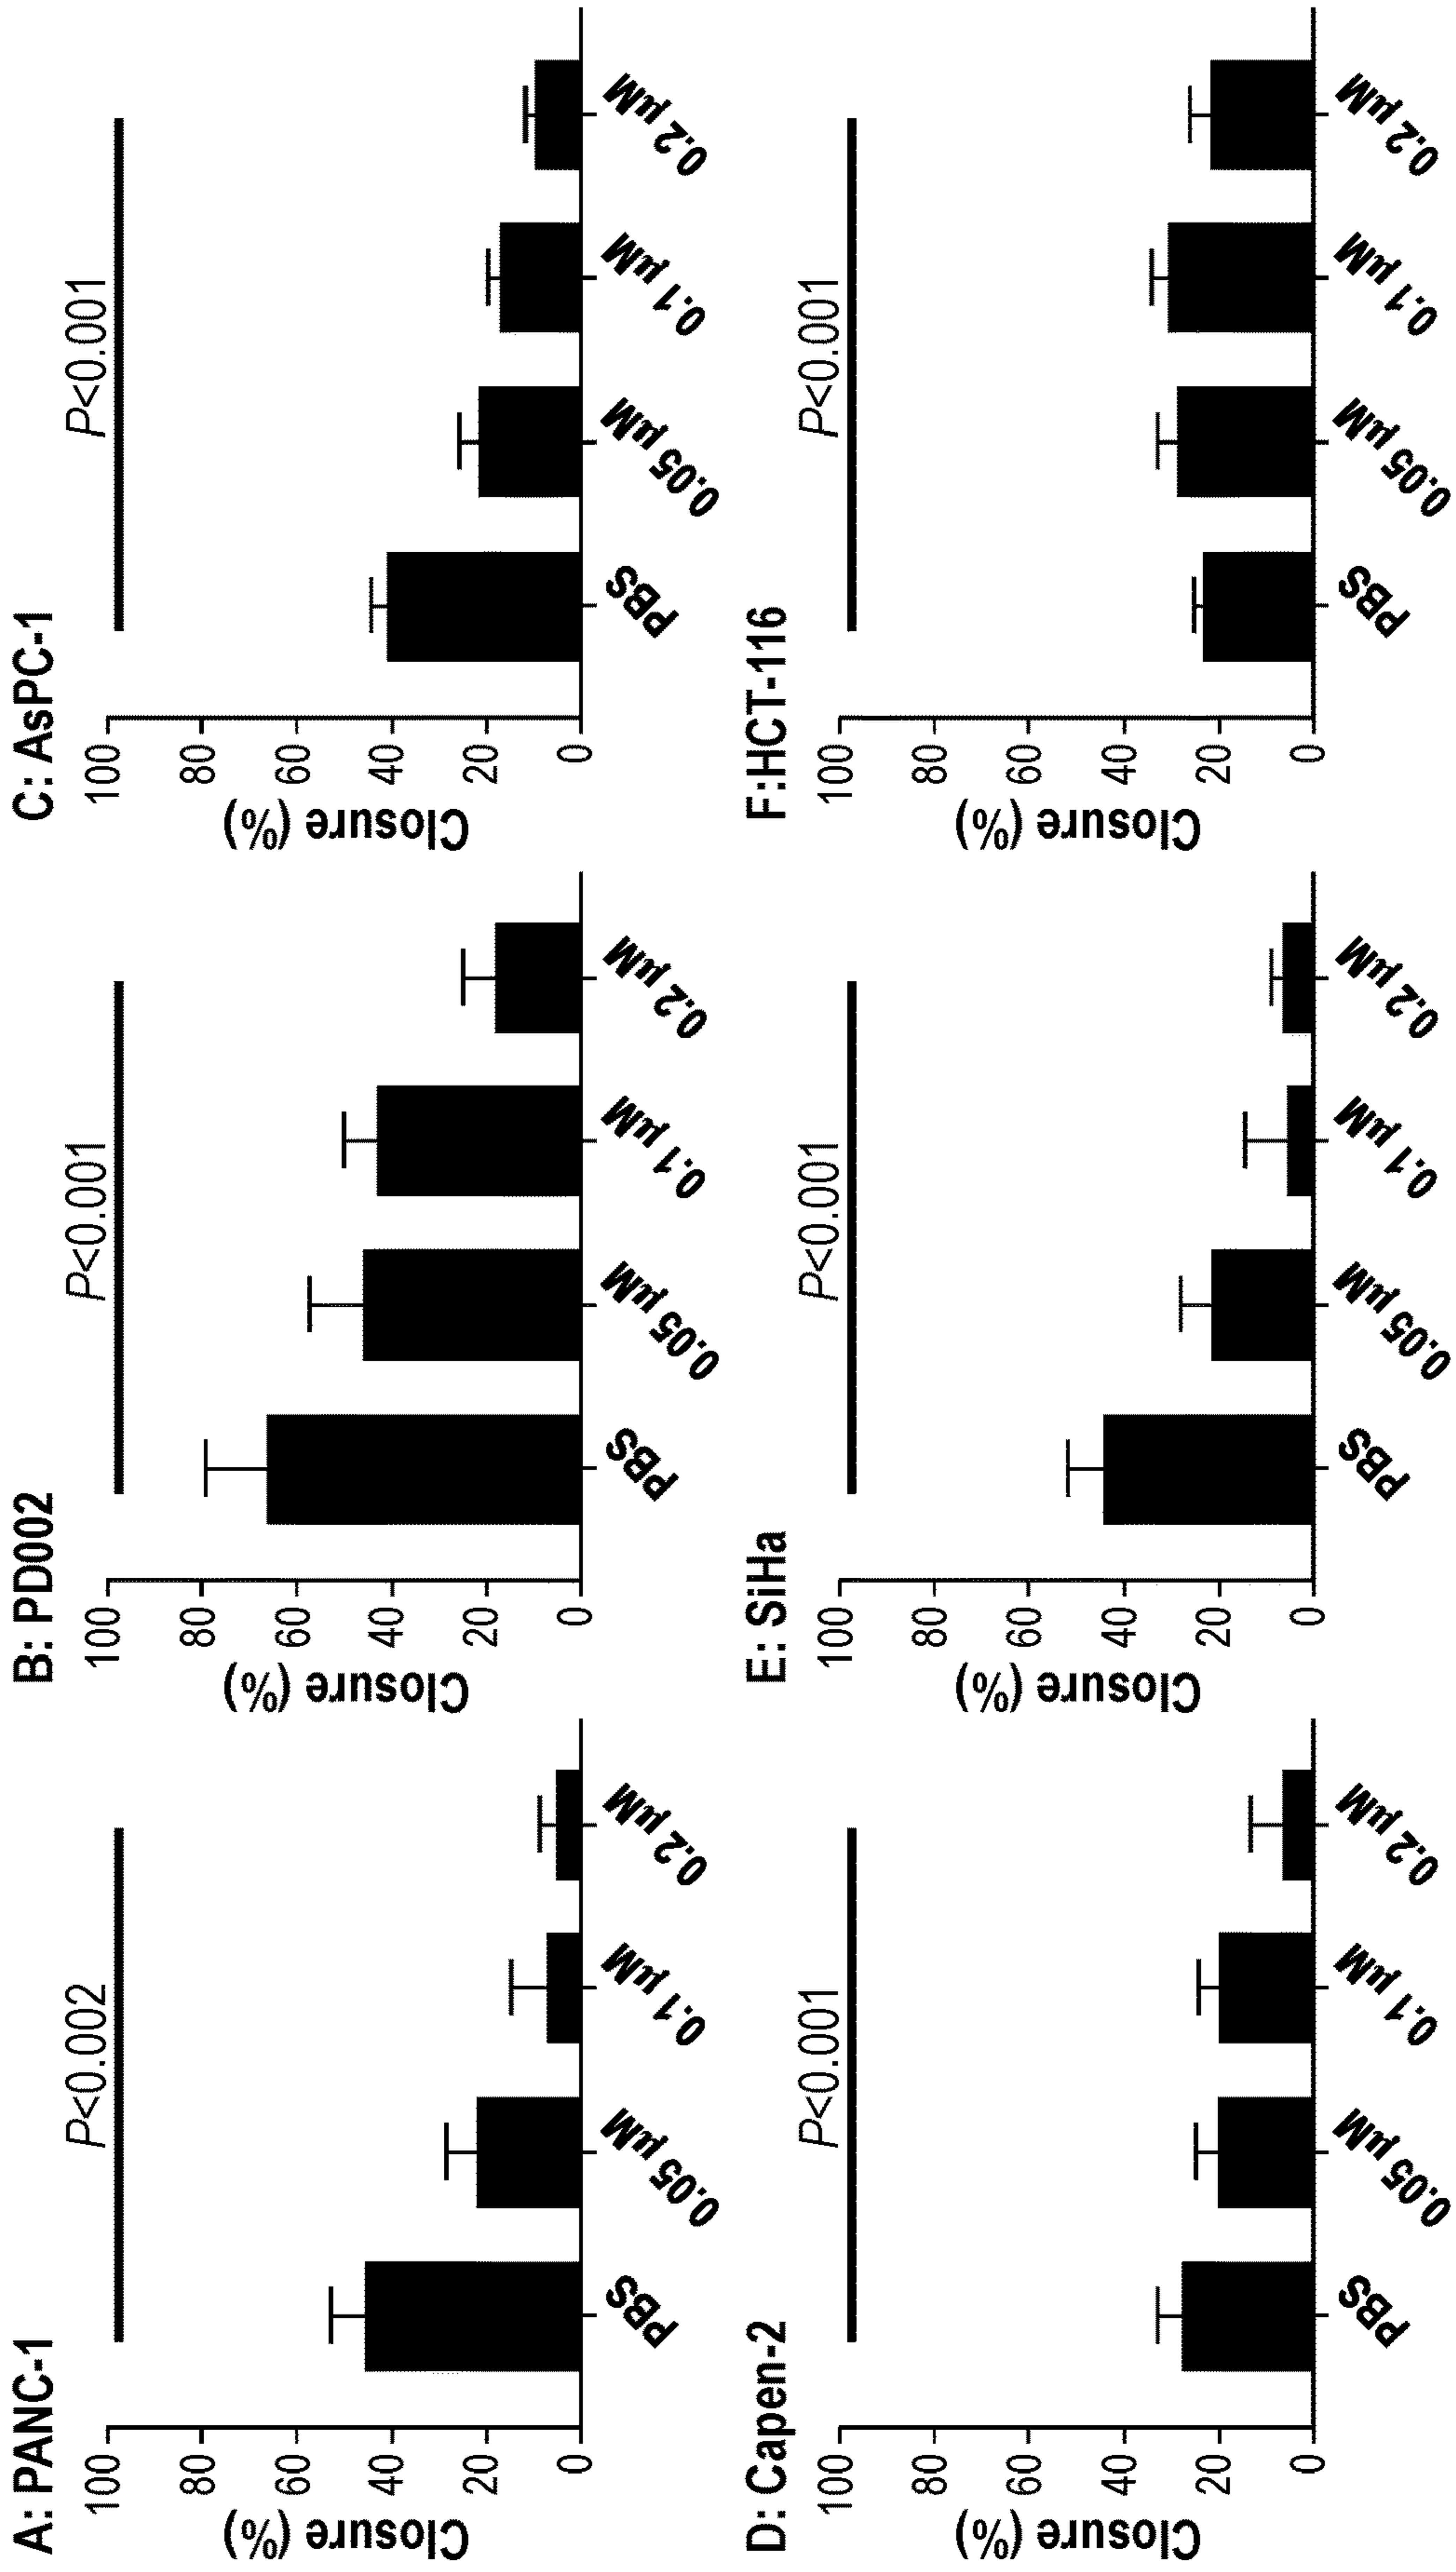 A: PANC-1
P<0.002
Closure (%)
100
80
60
40
20
0
PBS
0.05 µM
0.1 µM
0.2 µM
B: PD002
P<0.001
Closure (%)
100
80
60
40
20
0
PBS
0.05 µM
0.1 µM
0.2 µM
C: AsPC-1
P<0.001
Closure (%)
100
80
60
40
20
0
PBS
0.05 µM
0.1 µM
0.2 µM
D: Capen-2
P<0.001
Closure (%)
100
80
60
40
20
0
PBS
0.05 µM
0.1 µM
0.2 µM
E: SiHa
P<0.001
Closure (%)
100
80
60
40
20
0
PBS
0.05 µM
0.1 µM
0.2 µM
F:HCT-116
P<0.001
Closure (%)
100
80
60
40
20
0
PBS
0.05 µM
0.1 µM
0.2 µM